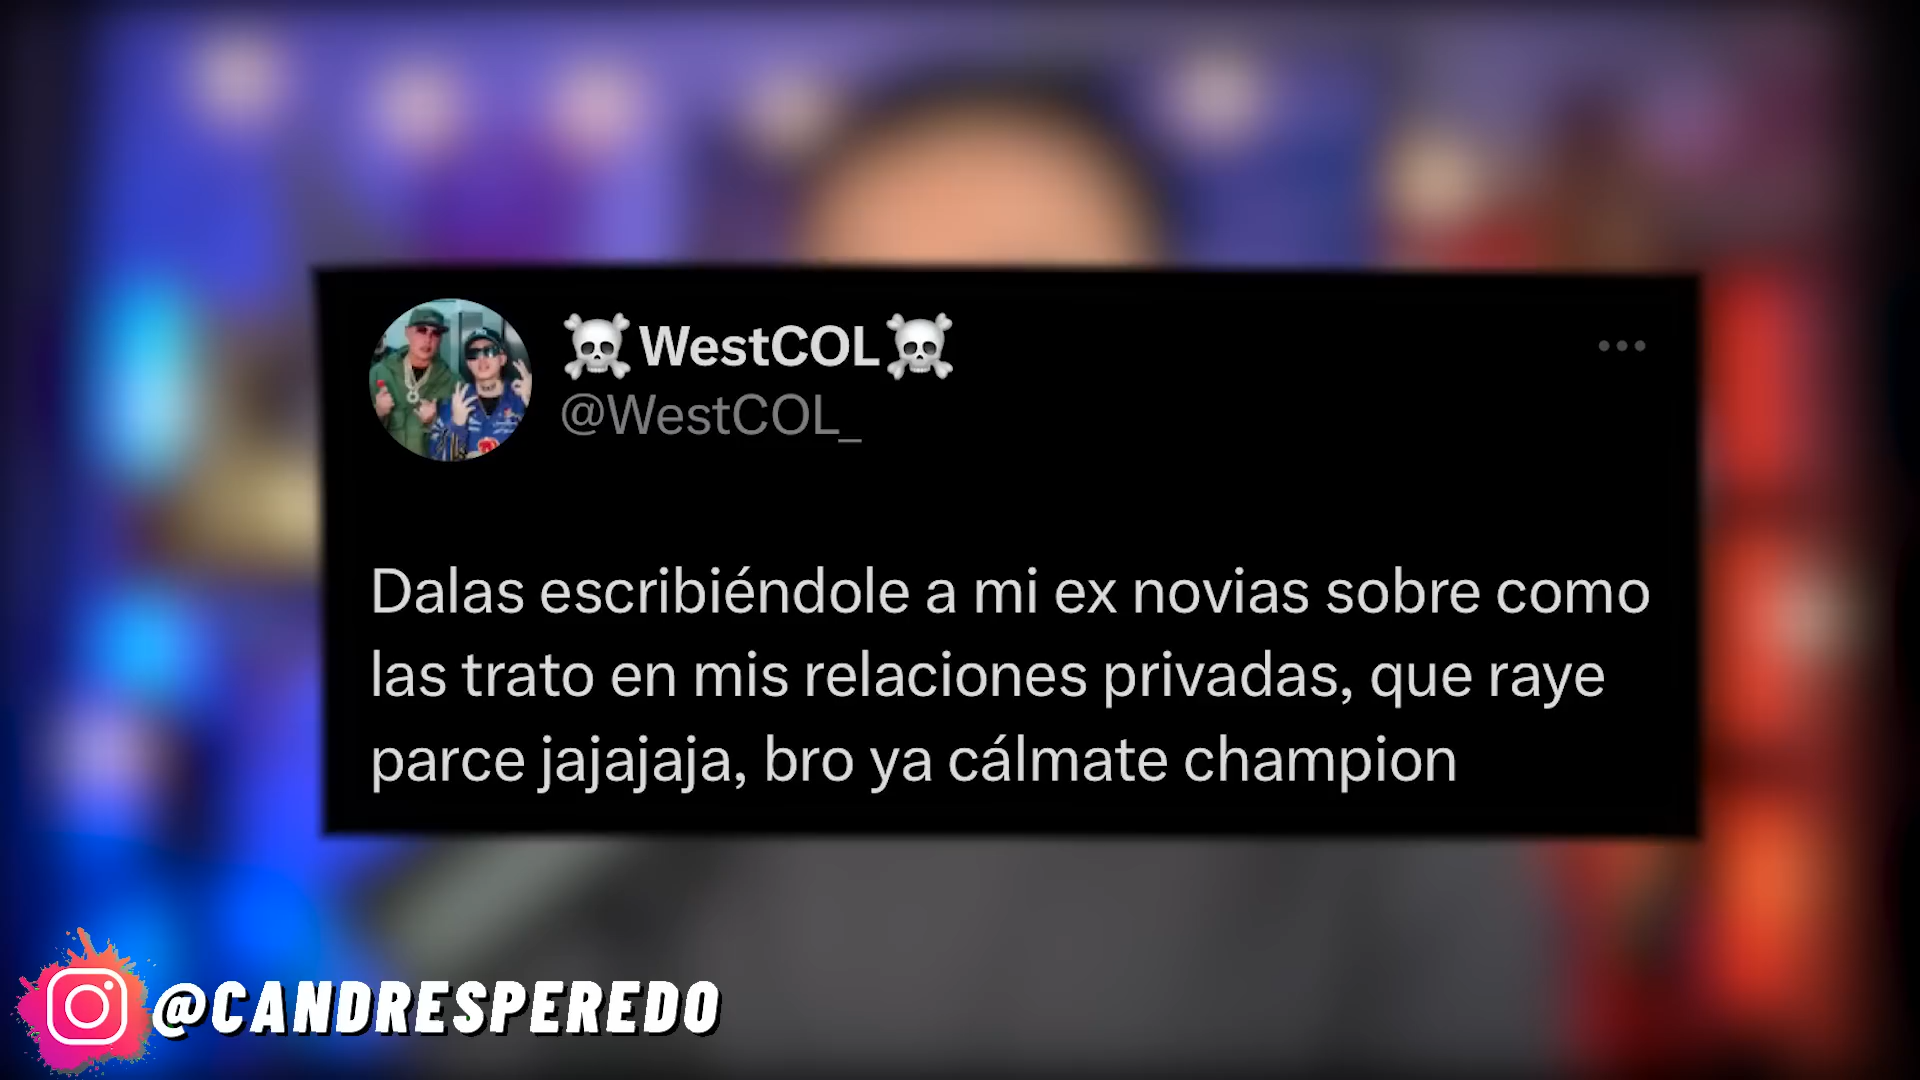 ☠️WestCOL☠️
@WestCOL_
Dalas escribiéndole a mi ex novias sobre como
las trato en mis relaciones privadas, que raye
parce jajajaja, bro ya cálmate champion
@CANDRESPEREDO